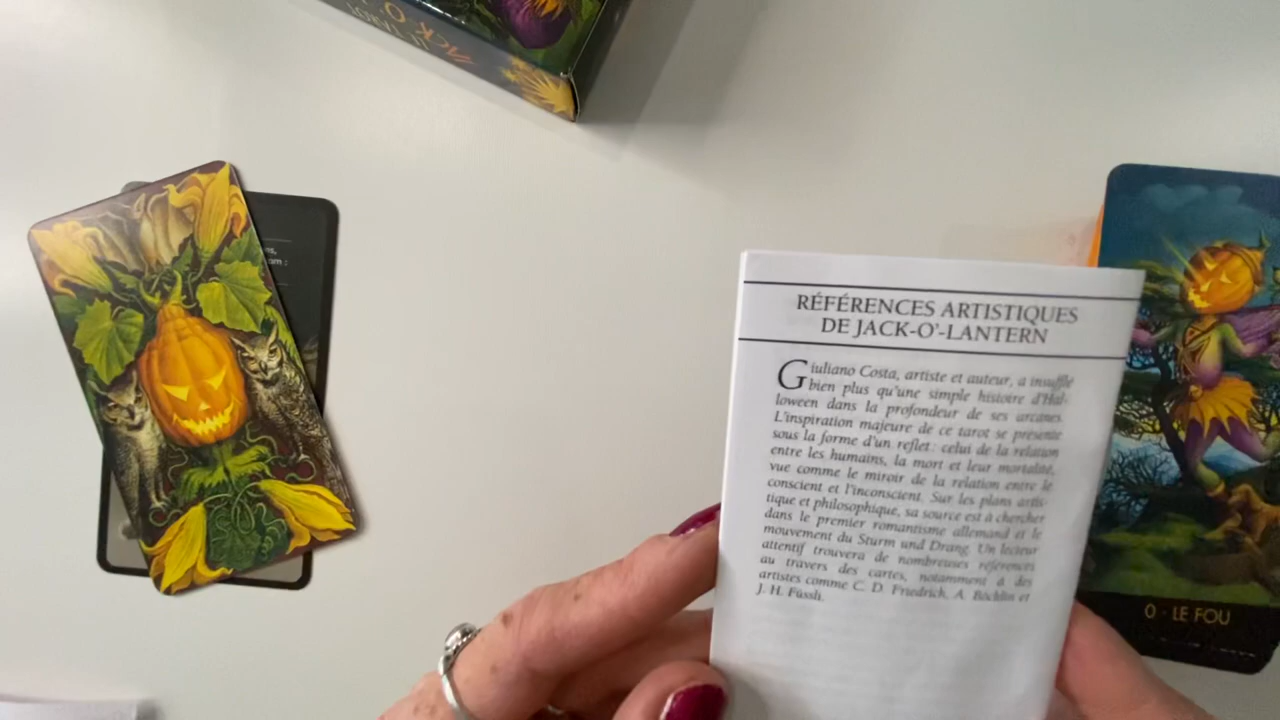 RÉFÉRENCES ARTISTIQUES
DE JACK-O'-LANTERN
Giuliano Costa, artiste et auteur, a insufflé
bien plus qu'une simple histoire d'Hal-
loween dans la profondeur de ses arcanes.
L'inspiration majeure de ce tarot se présente
sous la forme d'un reflet : celui de la relation
entre les humains, la mort et leur mortalité,
vue comme le miroir de la relation entre le
conscient et l'inconscient. Sur les plans artis-
tique et philosophique, sa source est à chercher
dans le premier romantisme allemand et le
mouvement du Sturm und Drang. Un lecteur
attentif trouvera de nombreuses références
au travers des cartes, notamment à des
artistes comme C. D. Friedrich, A. Böcklin et
J. H. Füssli.
0 - LE FOU